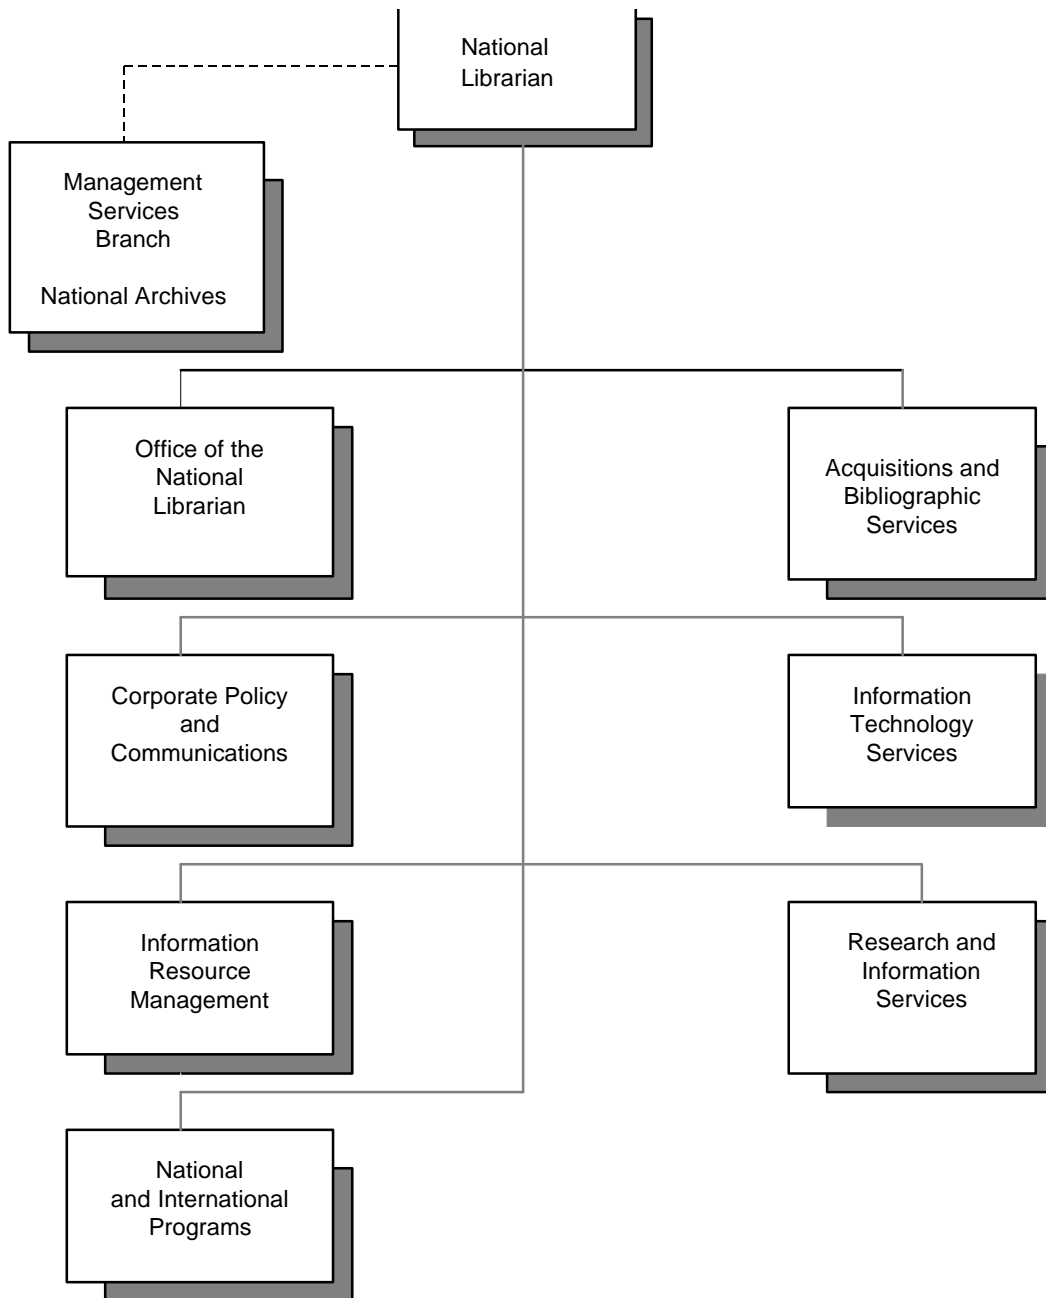 National
Librarian
Management
Services
Branch
National Archives
Office of the
National
Librarian
Acquisitions and
Bibliographic
Services
Corporate Policy
and
Communications
Information
Technology
Services
Information
Resource
Management
Research and
Information
Services
National
and International
Programs